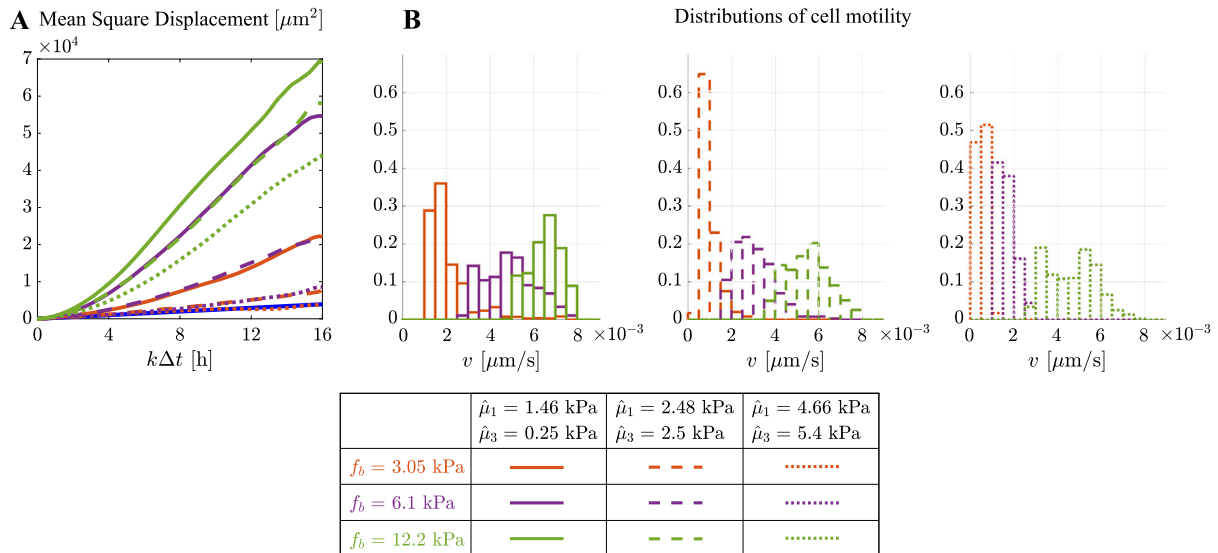 A Mean Square Displacement [μm²]
×10⁴
7
6
5
4
3
2
1
0
0 4 8 12 16
kΔt [h]
B Distributions of cell motility
0.6
0.5
0.4
0.3
0.2
0.1
0
0 2 4 6 8 ×10⁻³
v [μm/s]
0.6
0.5
0.4
0.3
0.2
0.1
0
0 2 4 6 8 ×10⁻³
v [μm/s]
0.6
0.5
0.4
0.3
0.2
0.1
0
0 2 4 6 8 ×10⁻³
v [μm/s]
μ̂₁ = 1.46 kPa μ̂₁ = 2.48 kPa μ̂₁ = 4.66 kPa
μ̂₃ = 0.25 kPa μ̂₃ = 2.5 kPa μ̂₃ = 5.4 kPa
f_b = 3.05 kPa
f_b = 6.1 kPa
f_b = 12.2 kPa